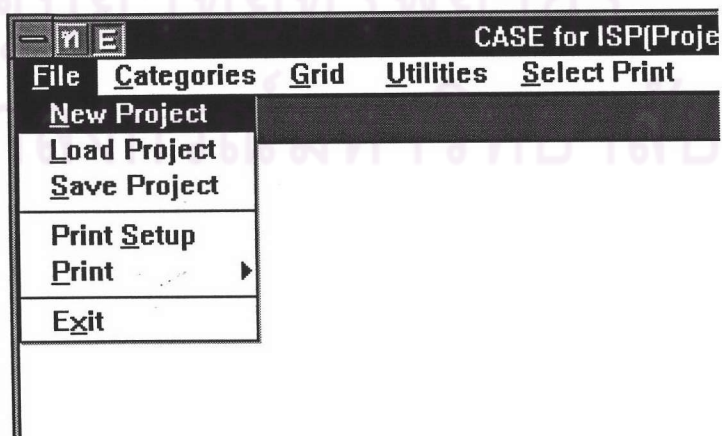 ท E CASE for ISP(Proje
File Categories Grid Utilities Select Print
New Project
Load Project
Save Project
Print Setup
Print
Exit